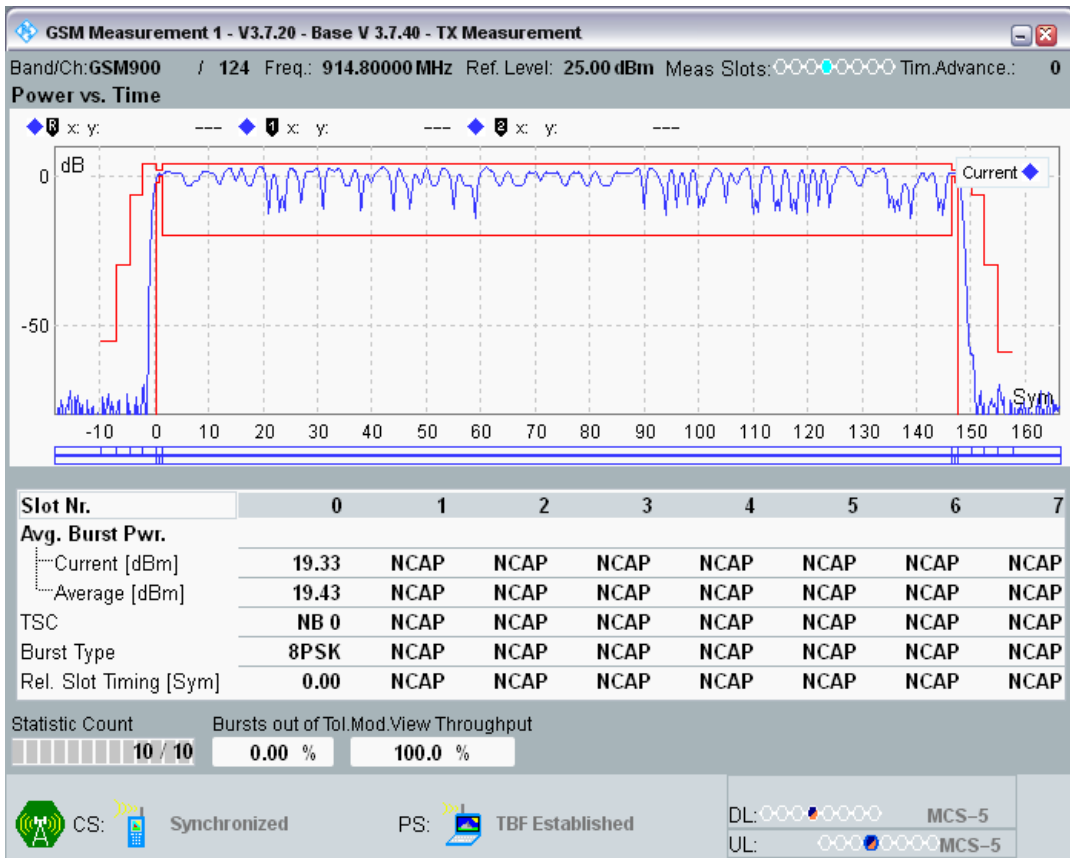 GSM Measurement 1 - V3.7.20 - Base V 3.7.40 - TX Measurement
Band/Ch:GSM900 / 124 Freq.: 914.80000 MHz Ref. Level: 25.00 dBm Meas Slots: Tim.Advance.: 0
Power vs. Time
R x: y: --- 1 x: y: --- 2 x: y: ---
dB
Current
0
-50
Sym
-10 0 10 20 30 40 50 60 70 80 90 100 110 120 130 140 150 160
Slot Nr. 0 1 2 3 4 5 6 7
Avg. Burst Pwr.
Current [dBm] 19.33 NCAP NCAP NCAP NCAP NCAP NCAP NCAP
Average [dBm] 19.43 NCAP NCAP NCAP NCAP NCAP NCAP NCAP
TSC NB 0 NCAP NCAP NCAP NCAP NCAP NCAP NCAP
Burst Type 8PSK NCAP NCAP NCAP NCAP NCAP NCAP NCAP
Rel. Slot Timing [Sym] 0.00 NCAP NCAP NCAP NCAP NCAP NCAP NCAP
Statistic Count Bursts out of Tol.Mod.View Throughput
10 / 10 0.00 % 100.0 %
CS: Synchronized PS: TBF Established
DL: MCS-5
UL: MCS-5